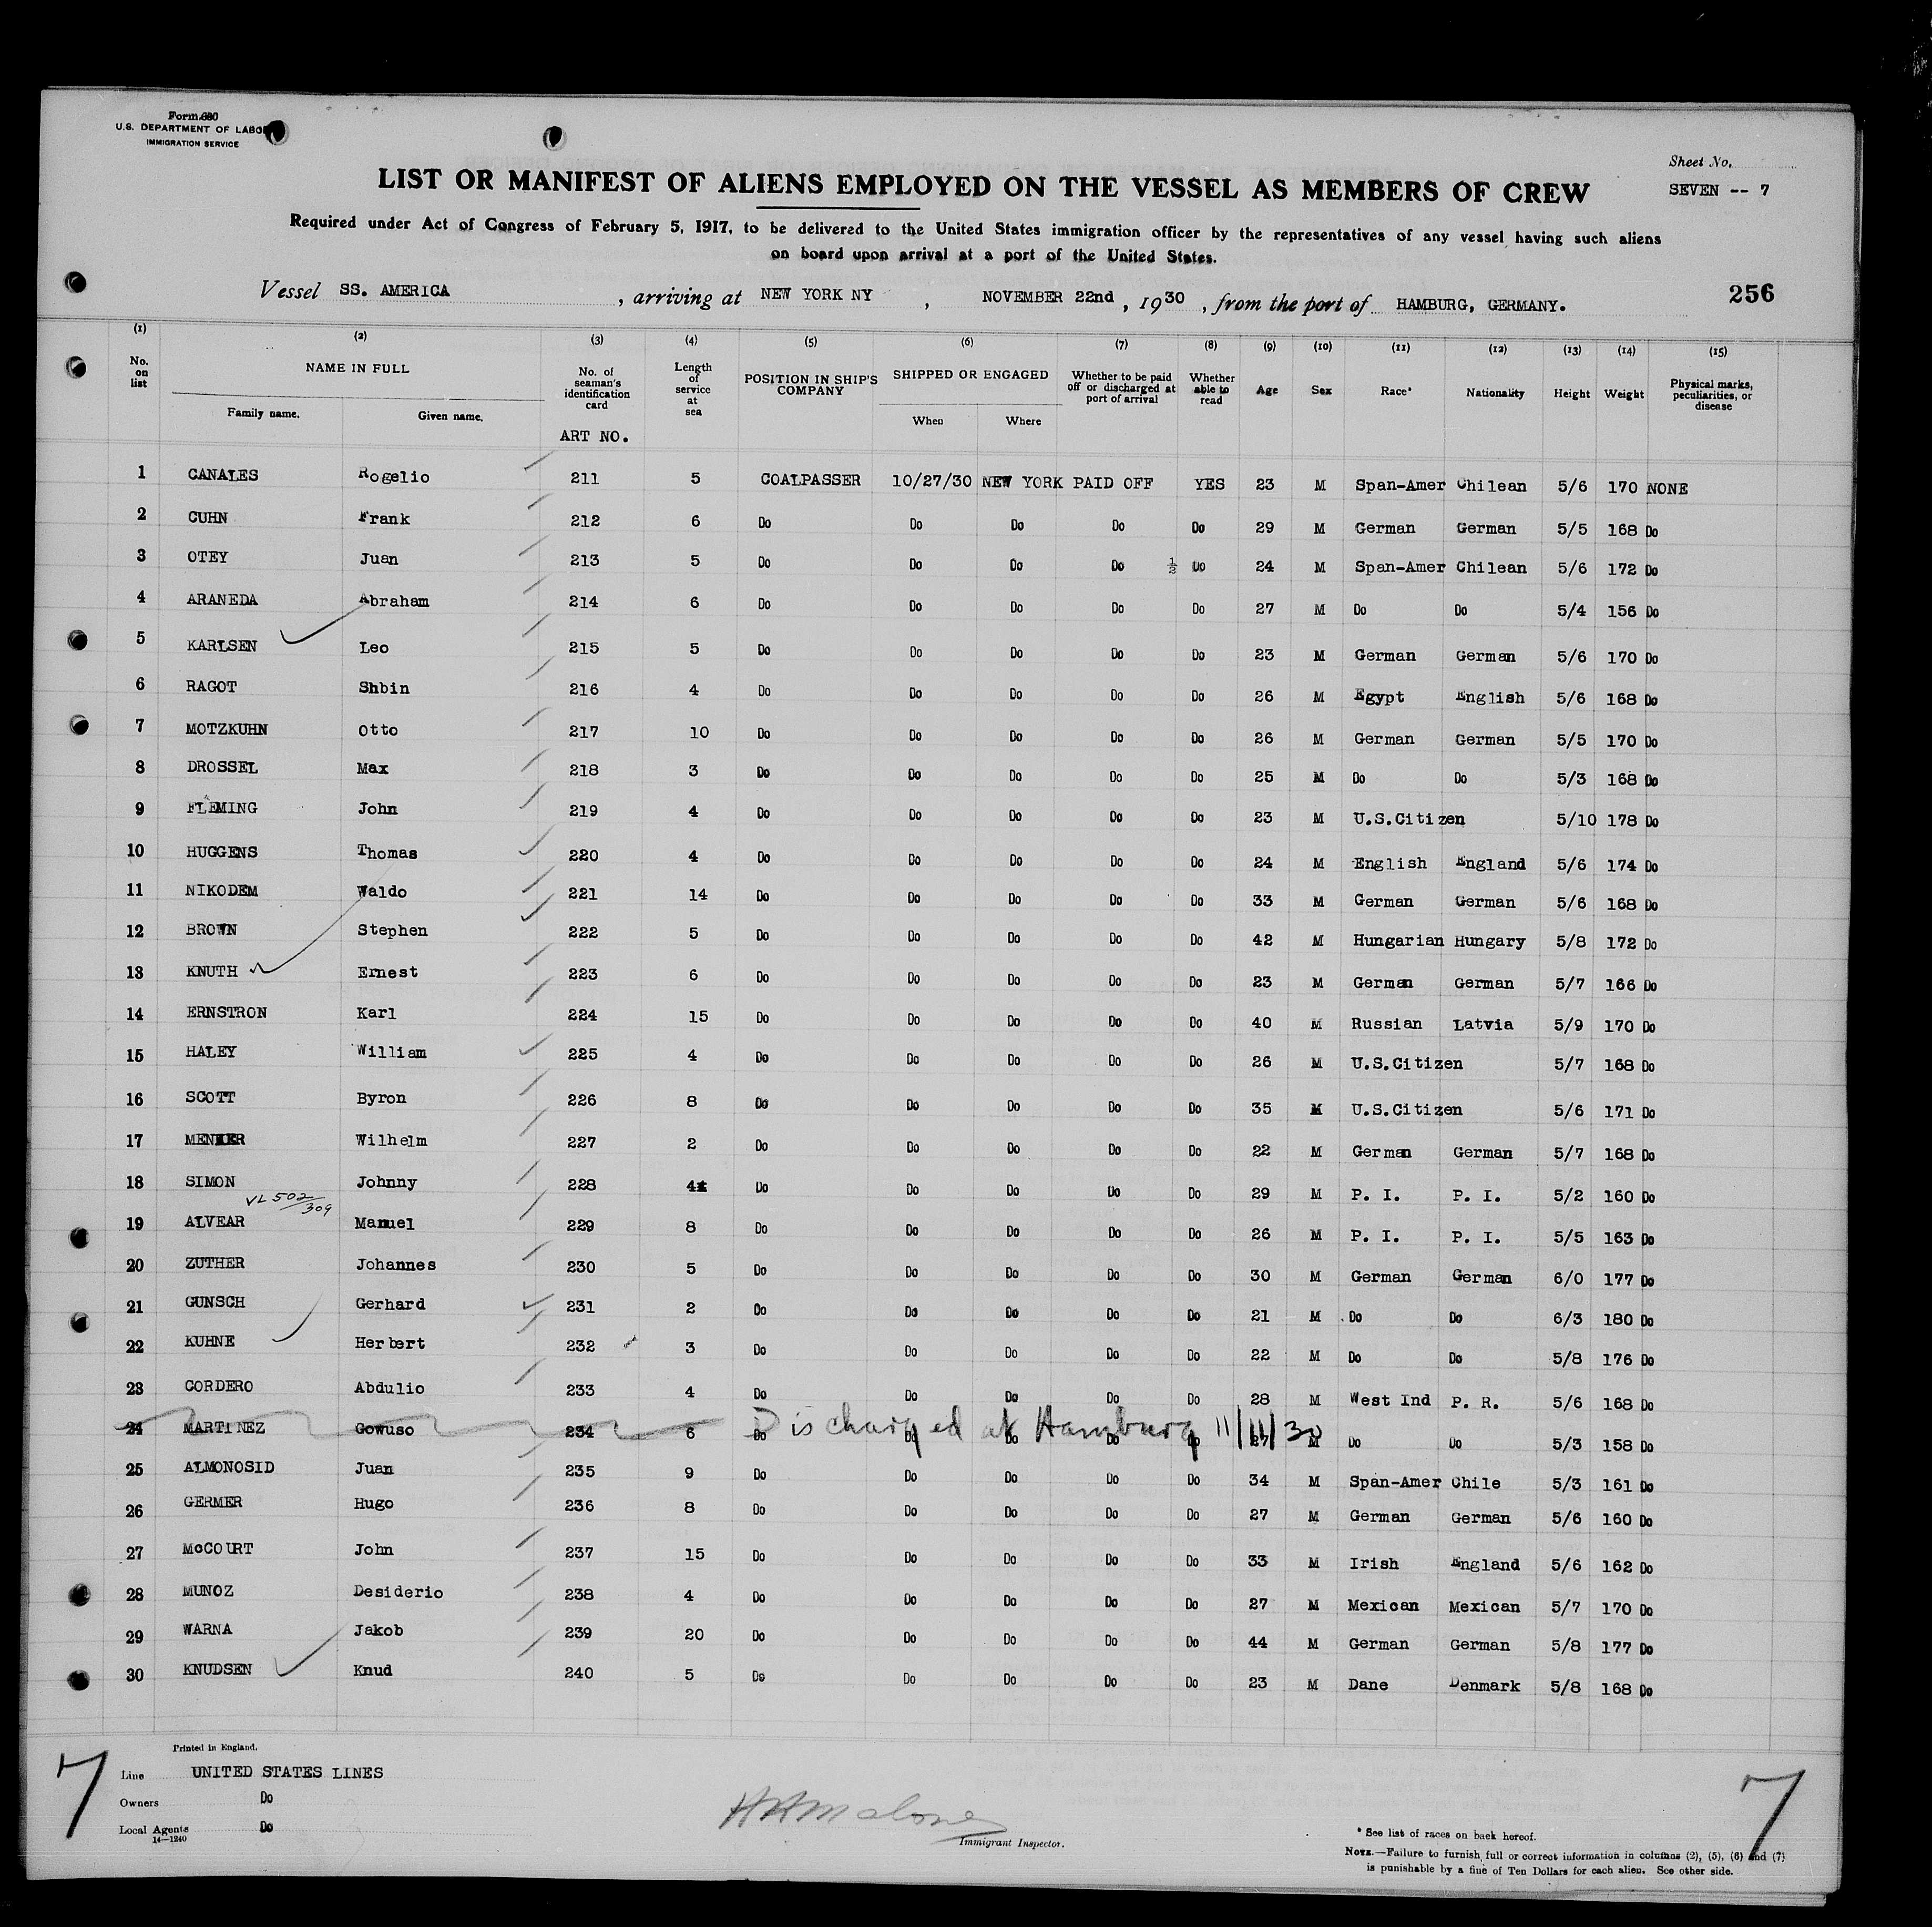 Form 680
U.S. DEPARTMENT OF LABOR
IMMIGRATION SERVICE
Sheet No.
SEVEN -- 7
LIST OR MANIFEST OF ALIENS EMPLOYED ON THE VESSEL AS MEMBERS OF CREW
Required under Act of Congress of February 5, 1917, to be delivered to the United States immigration officer by the representatives of any vessel having such aliens
on board upon arrival at a port of the United States.
Vessel SS. AMERICA , arriving at NEW YORK NY , NOVEMBER 22nd , 1930 , from the port of HAMBURG, GERMANY. 256
(1) (2) (3) (4) (5) (6) (7) (8) (9) (10) (11) (12) (13) (14) (15)
No. on list NAME IN FULL Family name. Given name. No. of seaman's identification card ART NO. Length of service at sea POSITION IN SHIP'S COMPANY SHIPPED OR ENGAGED When Where Whether to be paid off or discharged at port of arrival Whether able to read Age Sex Race* Nationality Height Weight Physical marks, peculiarities, or disease
1 CANALES Rogelio 211 5 COALPASSER 10/27/30 NEW YORK PAID OFF YES 23 M Span-Amer Chilean 5/6 170 NONE
2 CUHN Frank 212 6 Do Do Do Do Do 29 M German German 5/5 168 Do
3 OTEY Juan 213 5 Do Do Do Do ½ Do 24 M Span-Amer Chilean 5/6 172 Do
4 ARANEDA Abraham 214 6 Do Do Do Do Do 27 M Do Do 5/4 156 Do
5 KARLSEN Leo 215 5 Do Do Do Do Do 23 M German German 5/6 170 Do
6 RAGOT Shbin 216 4 Do Do Do Do Do 26 M Egypt English 5/6 168 Do
7 MOTZKUHN Otto 217 10 Do Do Do Do Do 26 M German German 5/5 170 Do
8 DROSSEL Max 218 3 Do Do Do Do Do 25 M Do Do 5/3 168 Do
9 FLEMING John 219 4 Do Do Do Do Do 23 M U.S.Citizen 5/10 178 Do
10 HUGGENS Thomas 220 4 Do Do Do Do Do 24 M English England 5/6 174 Do
11 NIKODEM Waldo 221 14 Do Do Do Do Do 33 M German German 5/6 168 Do
12 BROWN Stephen 222 5 Do Do Do Do Do 42 M Hungarian Hungary 5/8 172 Do
13 KNUTH Ernest 223 6 Do Do Do Do Do 23 M German German 5/7 166 Do
14 ERNSTRON Karl 224 15 Do Do Do Do Do 40 M Russian Latvia 5/9 170 Do
15 HALEY William 225 4 Do Do Do Do Do 26 M U.S.Citizen 5/7 168 Do
16 SCOTT Byron 226 8 Do Do Do Do Do 35 M U.S.Citizen 5/6 171 Do
17 Wilhelm 227 2 Do Do Do Do Do 22 M German German 5/7 168 Do
18 SIMON Johnny 228 4 Do Do Do Do Do 29 M P. I. P. I. 5/2 160 Do
VL 502/309
19 ALVEAR Manuel 229 8 Do Do Do Do Do 26 M P. I. P. I. 5/5 163 Do
20 ZUTHER Johannes 230 5 Do Do Do Do Do 30 M German German 6/0 177 Do
21 GUNSCH Gerhard 231 2 Do Do Do Do Do 21 M Do Do 6/3 180 Do
22 KUHNE Herbert 232 3 Do Do Do Do Do 22 M Do Do 5/8 176 Do
23 CORDERO Abdulio 233 4 Do Do Do Do Do 28 M West Ind P. R. 5/6 168 Do
24 MARTINEZ Gowuso 234 6 Do Do Do Do Do 27 M Do Do 5/3 158 Do
Discharged at Hamburg 11/11/30
25 ALMONOSID Juan 235 9 Do Do Do Do Do 34 M Span-Amer Chile 5/3 161 Do
26 GERMER Hugo 236 8 Do Do Do Do Do 27 M German German 5/6 160 Do
27 McCOURT John 237 15 Do Do Do Do Do 33 M Irish England 5/6 162 Do
28 MUNOZ Desiderio 238 4 Do Do Do Do Do 27 M Mexican Mexican 5/7 170 Do
29 WARNA Jakob 239 20 Do Do Do Do Do 44 M German German 5/8 177 Do
30 KNUDSEN Knud 240 5 Do Do Do Do Do 23 M Dane Denmark 5/8 168 Do
Printed in England.
7 Line UNITED STATES LINES 7
Owners Do
Local Agents Do
14—1240
HKMalone
Immigrant Inspector.
* See list of races on back hereof.
NOTE.—Failure to furnish full or correct information in columns (2), (5), (6) and (7)
is punishable by a fine of Ten Dollars for each alien. See other side.